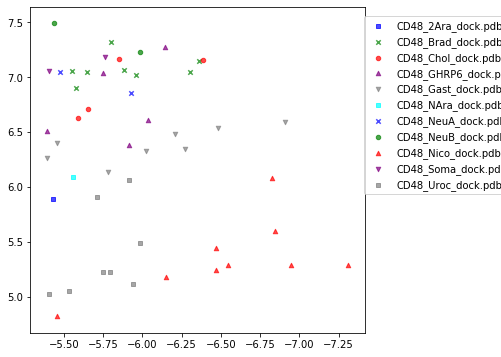 7.5
7.0
6.5
6.0
5.5
5.0
−5.50 −5.75 −6.00 −6.25 −6.50 −6.75 −7.00 −7.25
CD48_2Ara_dock.pdb
CD48_Brad_dock.pdb
CD48_Chol_dock.pdb
CD48_GHRP6_dock.p
CD48_Gast_dock.pdb
CD48_NAra_dock.pdb
CD48_NeuA_dock.pdb
CD48_NeuB_dock.pdb
CD48_Nico_dock.pdb
CD48_Soma_dock.pd
CD48_Uroc_dock.pdb